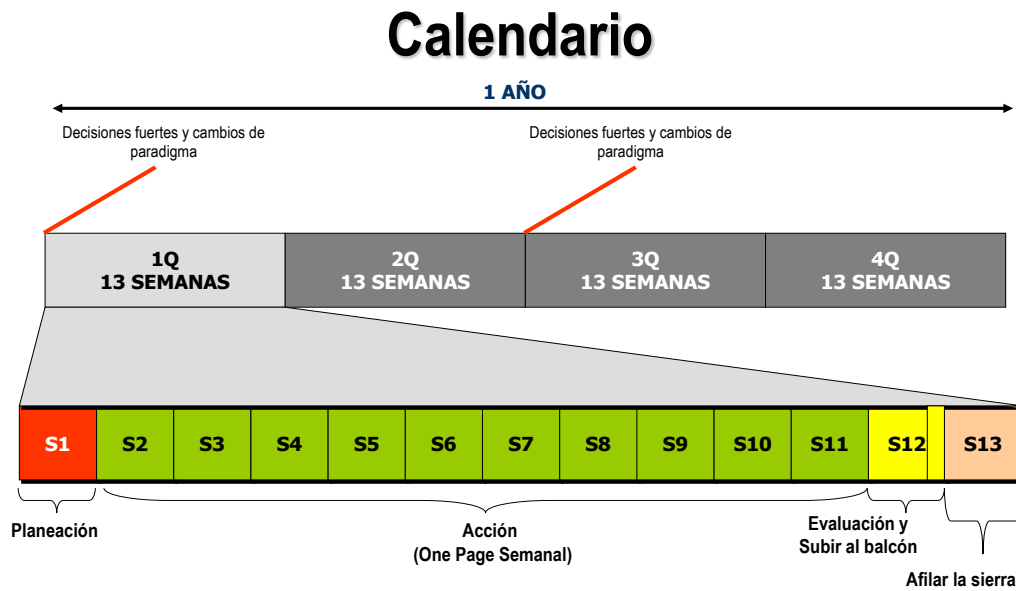 Calendario
1 AÑO
Decisiones fuertes y cambios de
paradigma
Decisiones fuertes y cambios de
paradigma
1Q
13 SEMANAS
2Q
13 SEMANAS
3Q
13 SEMANAS
4Q
13 SEMANAS
S1
S2
S3
S4
S5
S6
S7
S8
S9
S10
S11
S12
S13
Planeación
Acción
(One Page Semanal)
Evaluación y
Subir al balcón
Afilar la sierra